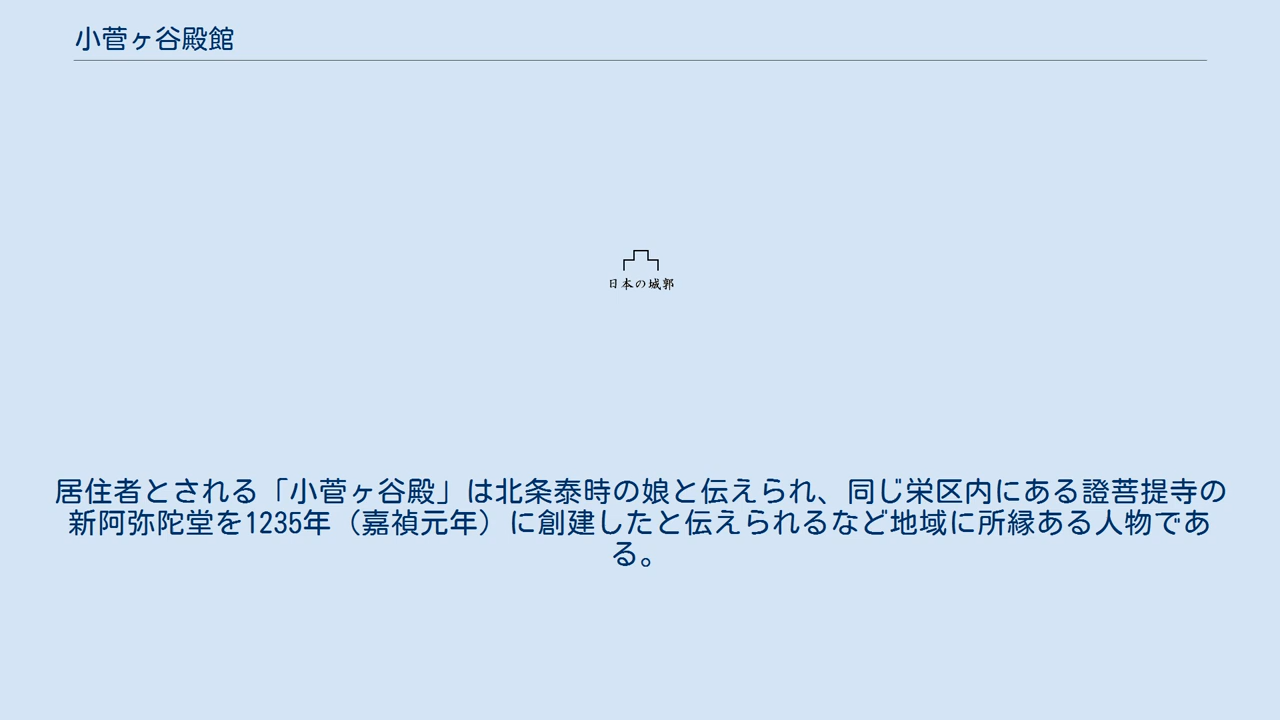 小菅ヶ谷殿館
日本の城郭
居住者とされる「小菅ヶ谷殿」は北条泰時の娘と伝えられ、同じ栄区内にある證菩提寺の
新阿弥陀堂を1235年（嘉禎元年）に創建したと伝えられるなど地域に所縁ある人物であ
る。